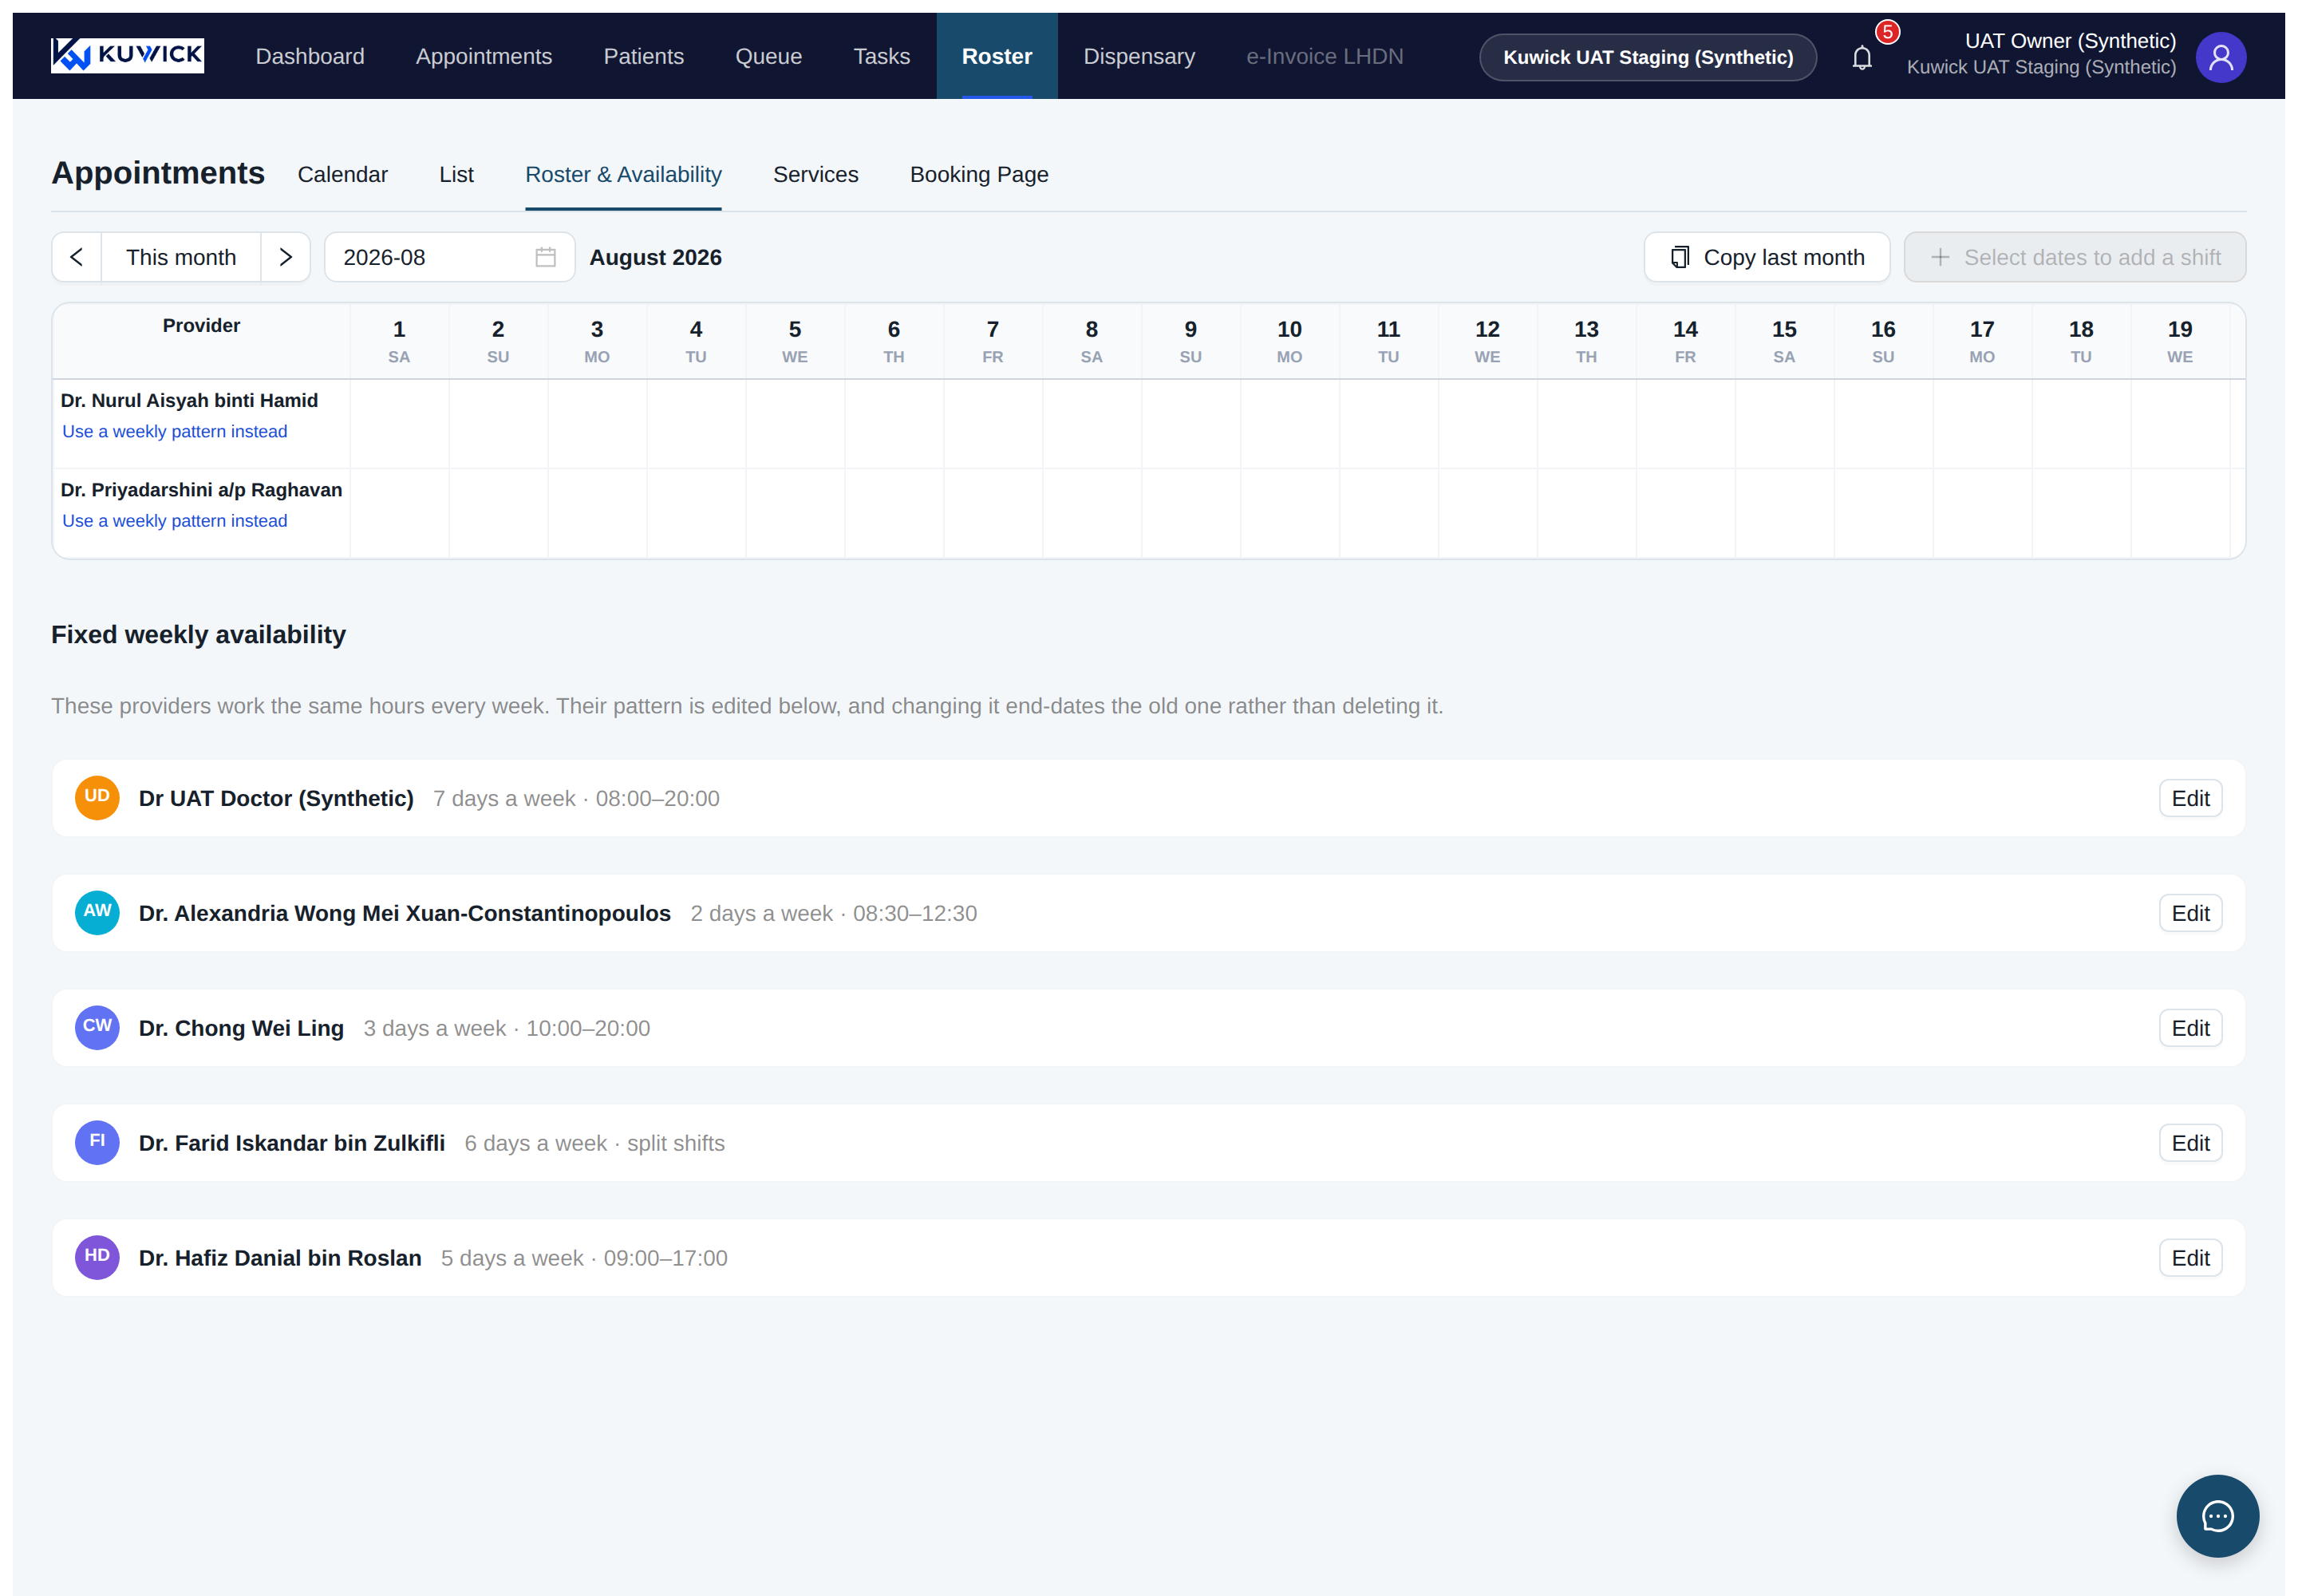 KUWICK Dashboard Appointments Patients Queue Tasks Roster Dispensary e-Invoice LHDN Kuwick UAT Staging (Synthetic) 5 UAT Owner (Synthetic)
Kuwick UAT Staging (Synthetic)
Appointments Calendar List Roster & Availability Services Booking Page
This month 2026-08 August 2026 Copy last month Select dates to add a shift
Provider 1 2 3 4 5 6 7 8 9 10 11 12 13 14 15 16 17 18 19
SA SU MO TU WE TH FR SA SU MO TU WE TH FR SA SU MO TU WE
Dr. Nurul Aisyah binti Hamid
Use a weekly pattern instead
Dr. Priyadarshini a/p Raghavan
Use a weekly pattern instead
Fixed weekly availability
These providers work the same hours every week. Their pattern is edited below, and changing it end-dates the old one rather than deleting it.
UD Dr UAT Doctor (Synthetic) 7 days a week · 08:00–20:00 Edit
AW Dr. Alexandria Wong Mei Xuan-Constantinopoulos 2 days a week · 08:30–12:30 Edit
CW Dr. Chong Wei Ling 3 days a week · 10:00–20:00 Edit
FI Dr. Farid Iskandar bin Zulkifli 6 days a week · split shifts Edit
HD Dr. Hafiz Danial bin Roslan 5 days a week · 09:00–17:00 Edit